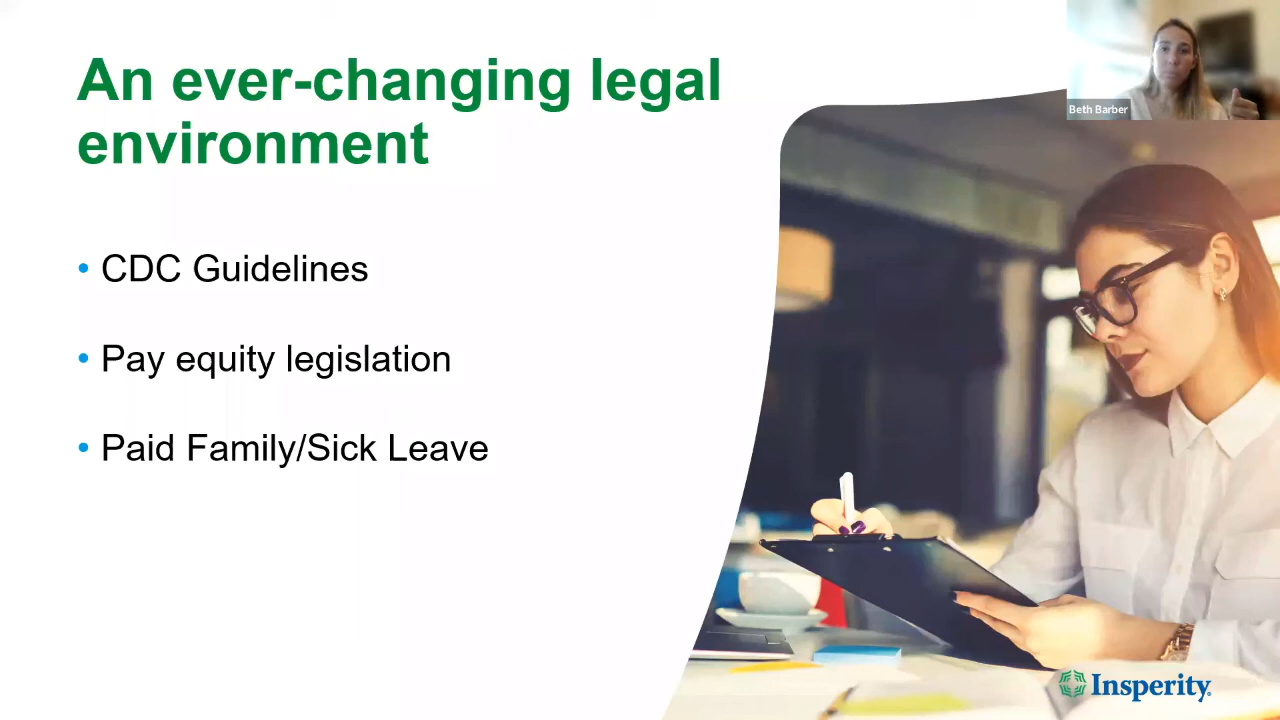 An ever-changing legal
environment
• CDC Guidelines
• Pay equity legislation
• Paid Family/Sick Leave
Beth Barber
Insperity.